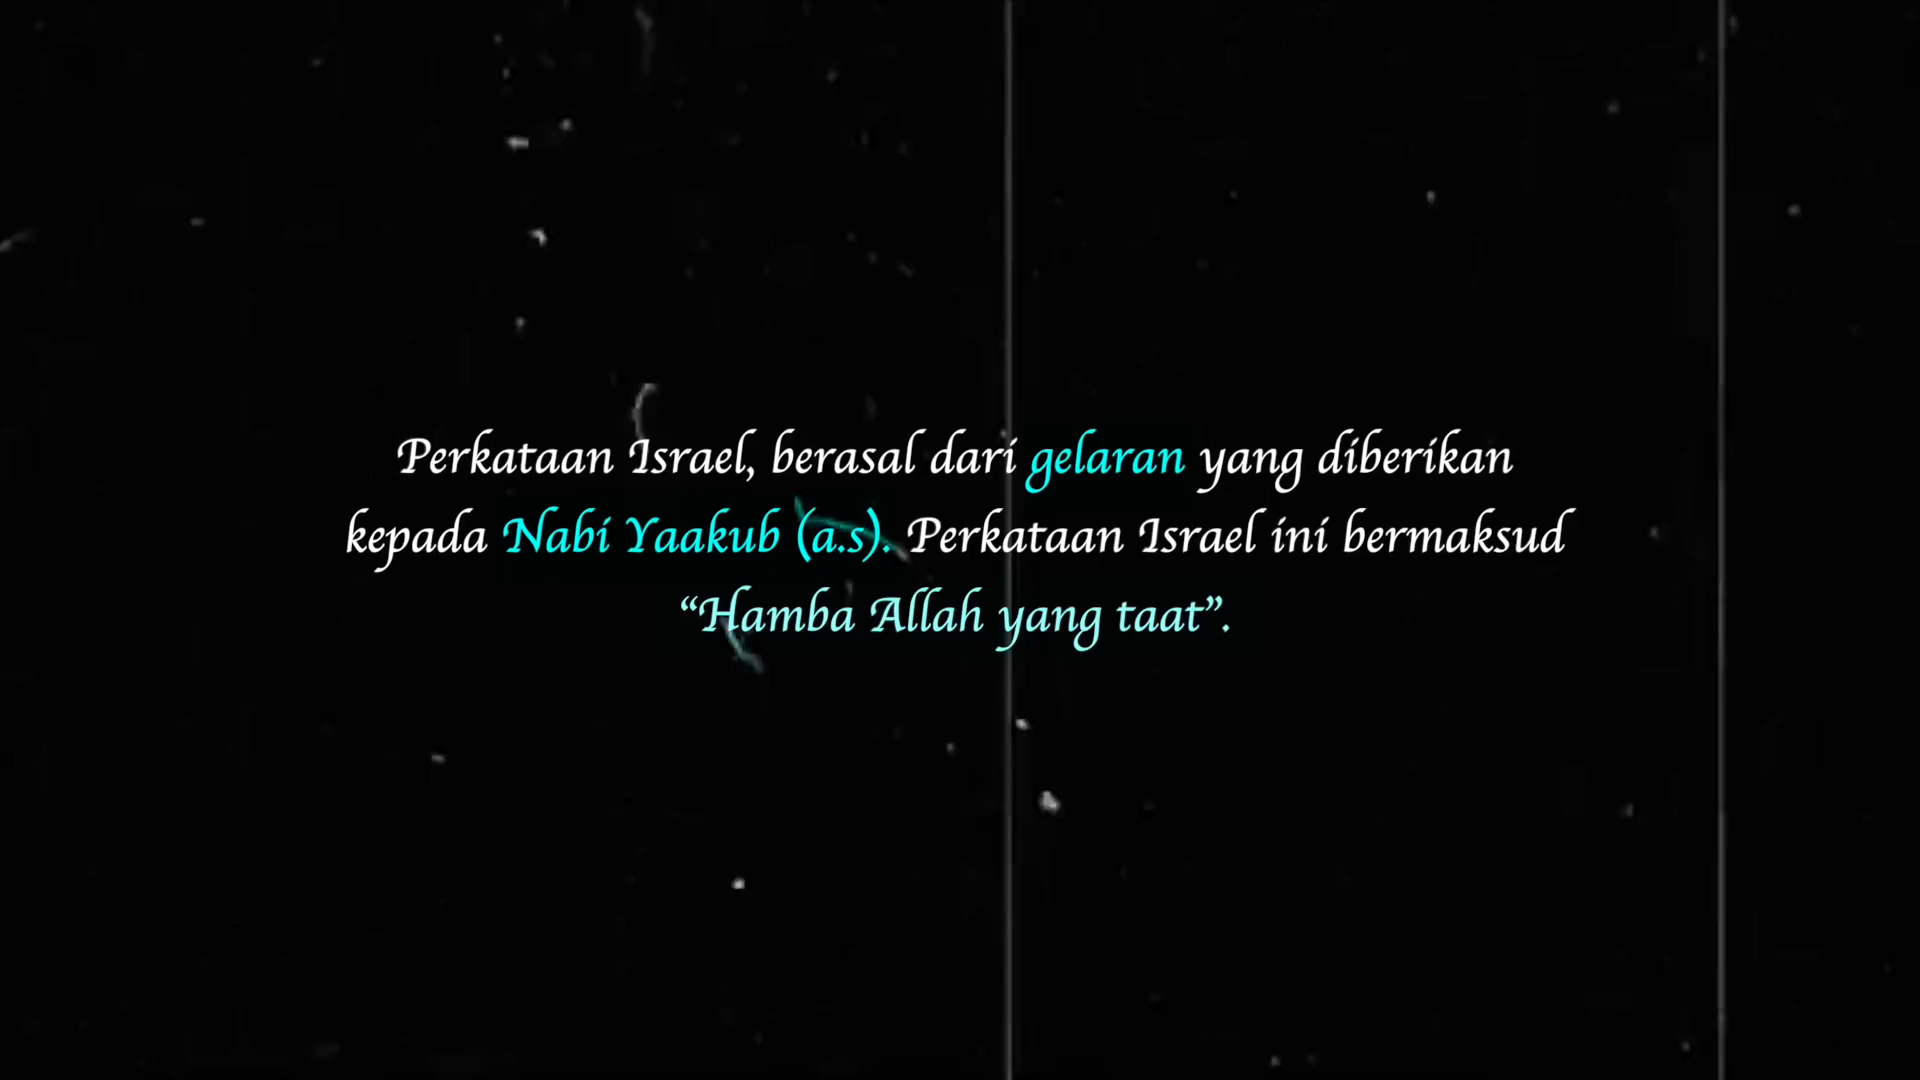 Perkataan Israel, berasal dari gelaran yang diberikan
kepada Nabi Yaakub (a.s). Perkataan Israel ini bermaksud
“Hamba Allah yang taat”.